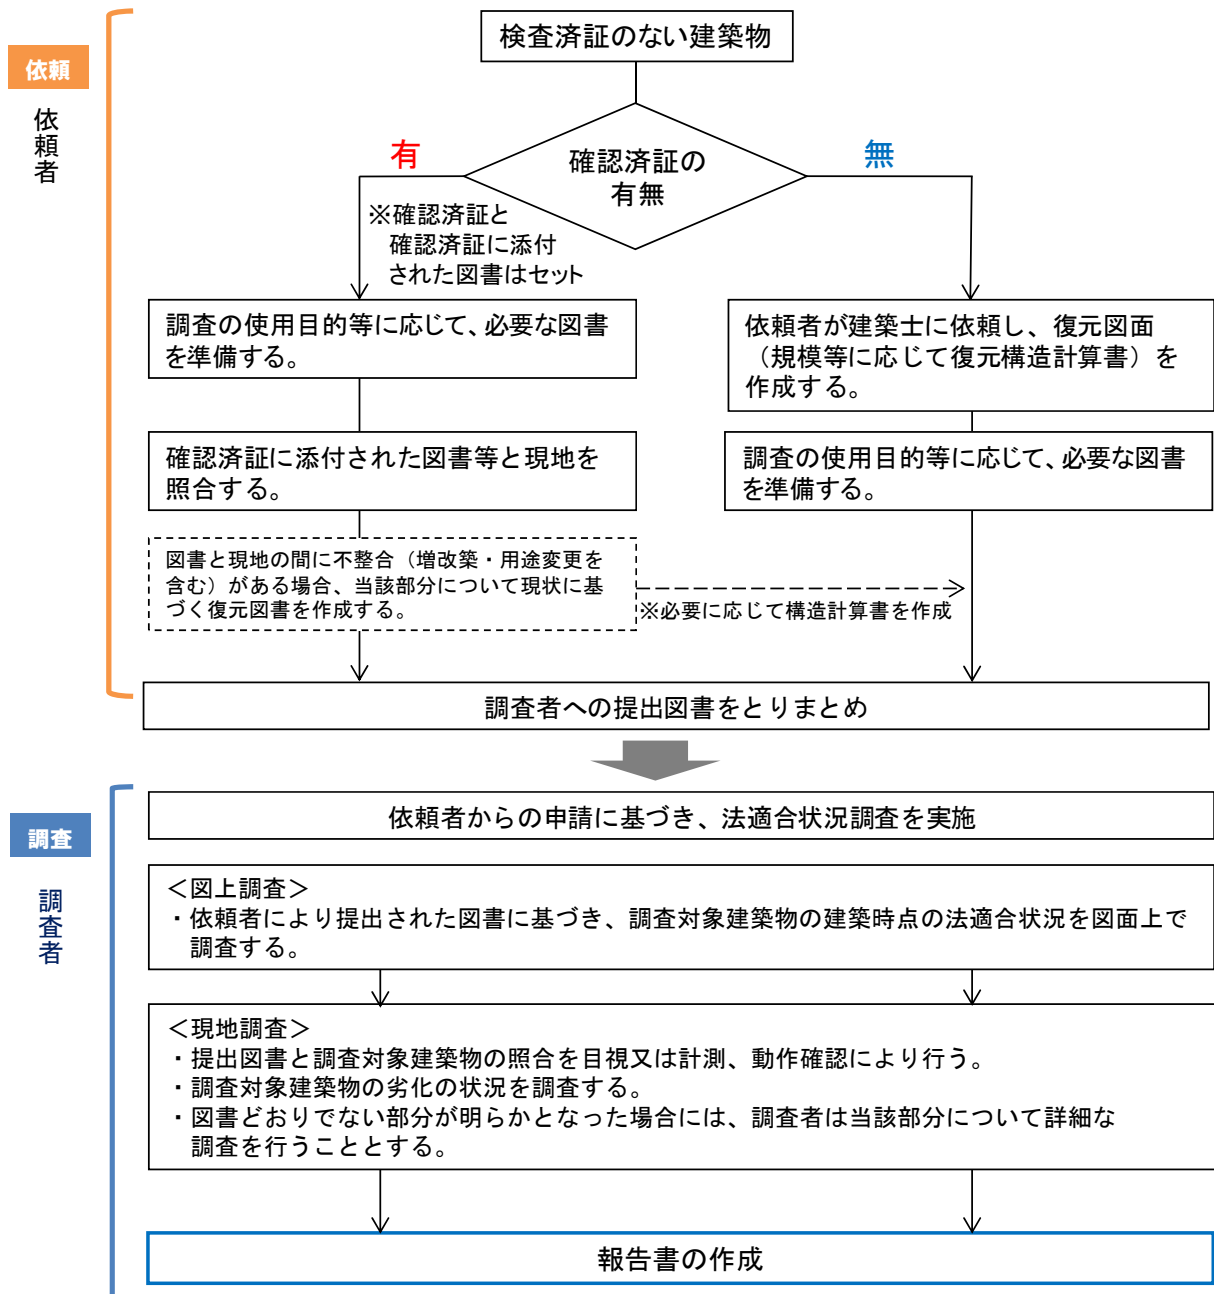 検査済証のない建築物
依頼
依頼者
確認済証の
有無
有
無
※確認済証と
確認済証に添付
された図書はセット
調査の使用目的等に応じて、必要な図書
を準備する。
確認済証に添付された図書等と現地を
照合する。
図書と現地の間に不整合（増改築・用途変更を
含む）がある場合、当該部分について現状に基
づく復元図書を作成する。
※必要に応じて構造計算書を作成
依頼者が建築士に依頼し、復元図面
（規模等に応じて復元構造計算書）を
作成する。
調査の使用目的等に応じて、必要な図書
を準備する。
調査者への提出図書をとりまとめ
調査
調査者
依頼者からの申請に基づき、法適合状況調査を実施
＜図上調査＞
・依頼者により提出された図書に基づき、調査対象建築物の建築時点の法適合状況を図面上で
調査する。
＜現地調査＞
・提出図書と調査対象建築物の照合を目視又は計測、動作確認により行う。
・調査対象建築物の劣化の状況を調査する。
・図書どおりでない部分が明らかとなった場合には、調査者は当該部分について詳細な
調査を行うこととする。
報告書の作成